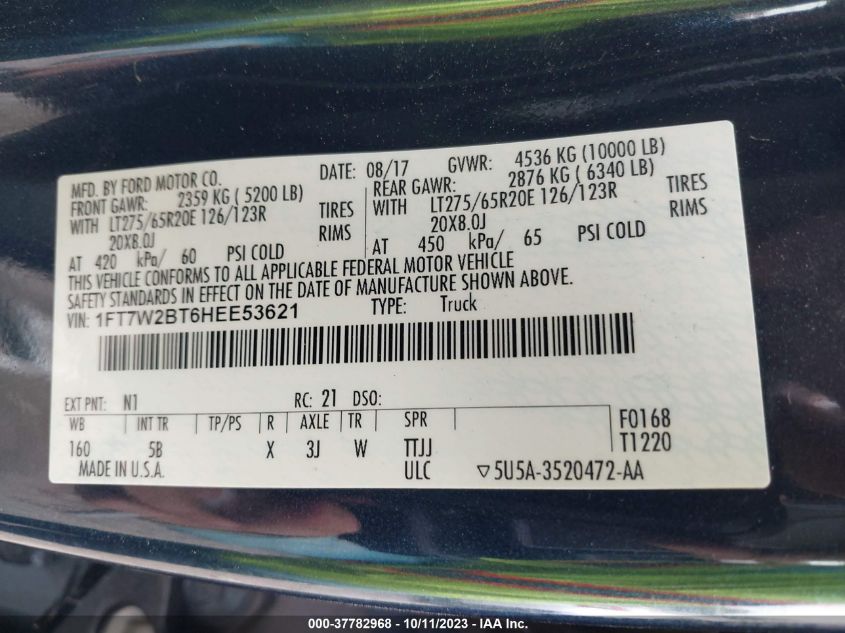 MFD. BY FORD MOTOR CO. DATE: 08/17 GVWR: 4536 KG (10000 LB)
FRONT GAWR: 2359 KG ( 5200 LB) REAR GAWR: 2876 KG ( 6340 LB)
WITH LT275/65R20E 126/123R TIRES WITH LT275/65R20E 126/123R TIRES
20X8.0J RIMS 20X8.0J RIMS
AT 420 kPa/ 60 PSI COLD AT 450 kPa/ 65 PSI COLD
THIS VEHICLE CONFORMS TO ALL APPLICABLE FEDERAL MOTOR VEHICLE
SAFETY STANDARDS IN EFFECT ON THE DATE OF MANUFACTURE SHOWN ABOVE.
VIN: 1FT7W2BT6HEE53621 TYPE: Truck
EXT PNT: N1 RC: 21 DSO:
WB INT TR TP/PS R AXLE TR SPR F0168
160 5B X 3J W TTJJ T1220
MADE IN U.S.A. ULC ▽5U5A-3520472-AA
000-37782968 - 10/11/2023 - IAAI.com